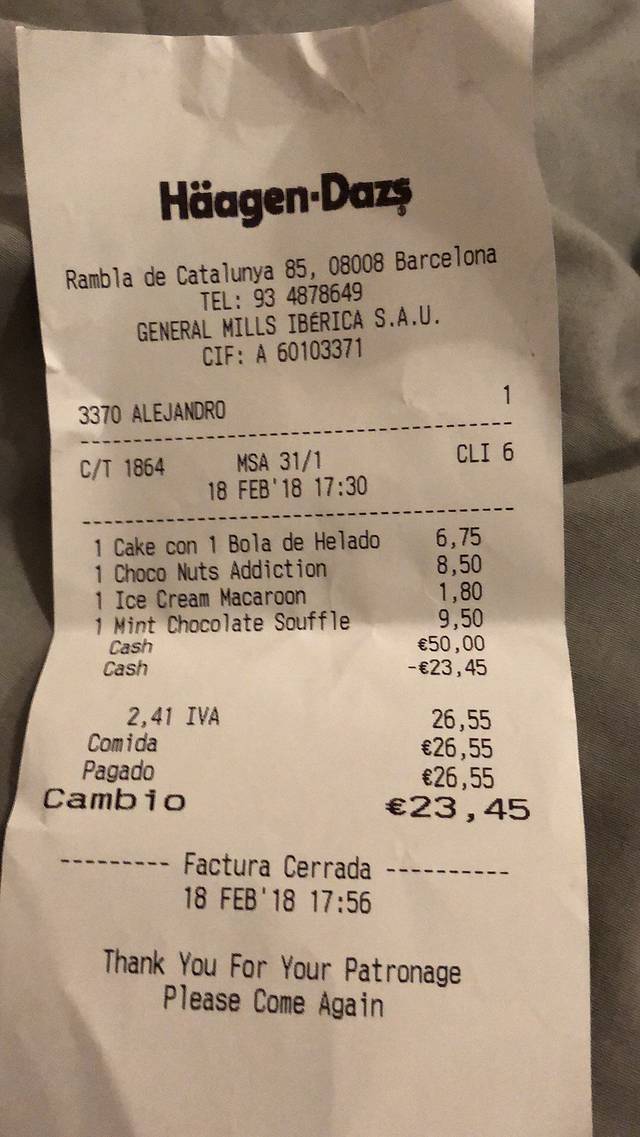 Häagen-Dazs
®
Rambla de Catalunya 85, 08008 Barcelona
TEL: 93 4878649
GENERAL MILLS IBÉRICA S.A.U.
CIF: A 60103371
3370 ALEJANDRO 1
----------------------------------------
C/T 1864 MSA 31/1 CLI 6
18 FEB'18 17:30
----------------------------------------
1 Cake con 1 Bola de Helado 6,75
1 Choco Nuts Addiction 8,50
1 Ice Cream Macaroon 1,80
1 Mint Chocolate Souffle 9,50
Cash €50,00
Cash -€23,45
2,41 IVA 26,55
Comida €26,55
Pagado €26,55
Cambio €23,45
--------- Factura Cerrada ----------
18 FEB'18 17:56
Thank You For Your Patronage
Please Come Again